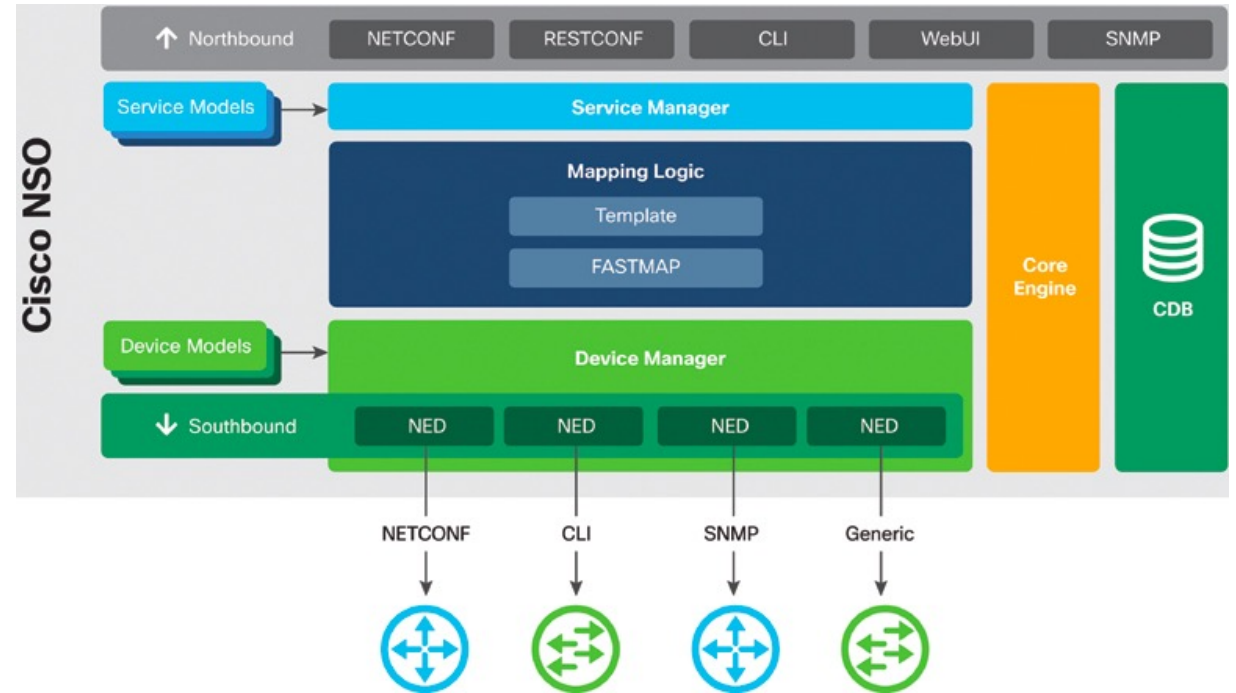 Cisco NSO
Northbound
NETCONF
RESTCONF
CLI
WebUI
SNMP
Service Models
Service Manager
Mapping Logic
Template
FASTMAP
Core
Engine
CDB
Device Models
Device Manager
Southbound
NED
NED
NED
NED
NETCONF
CLI
SNMP
Generic